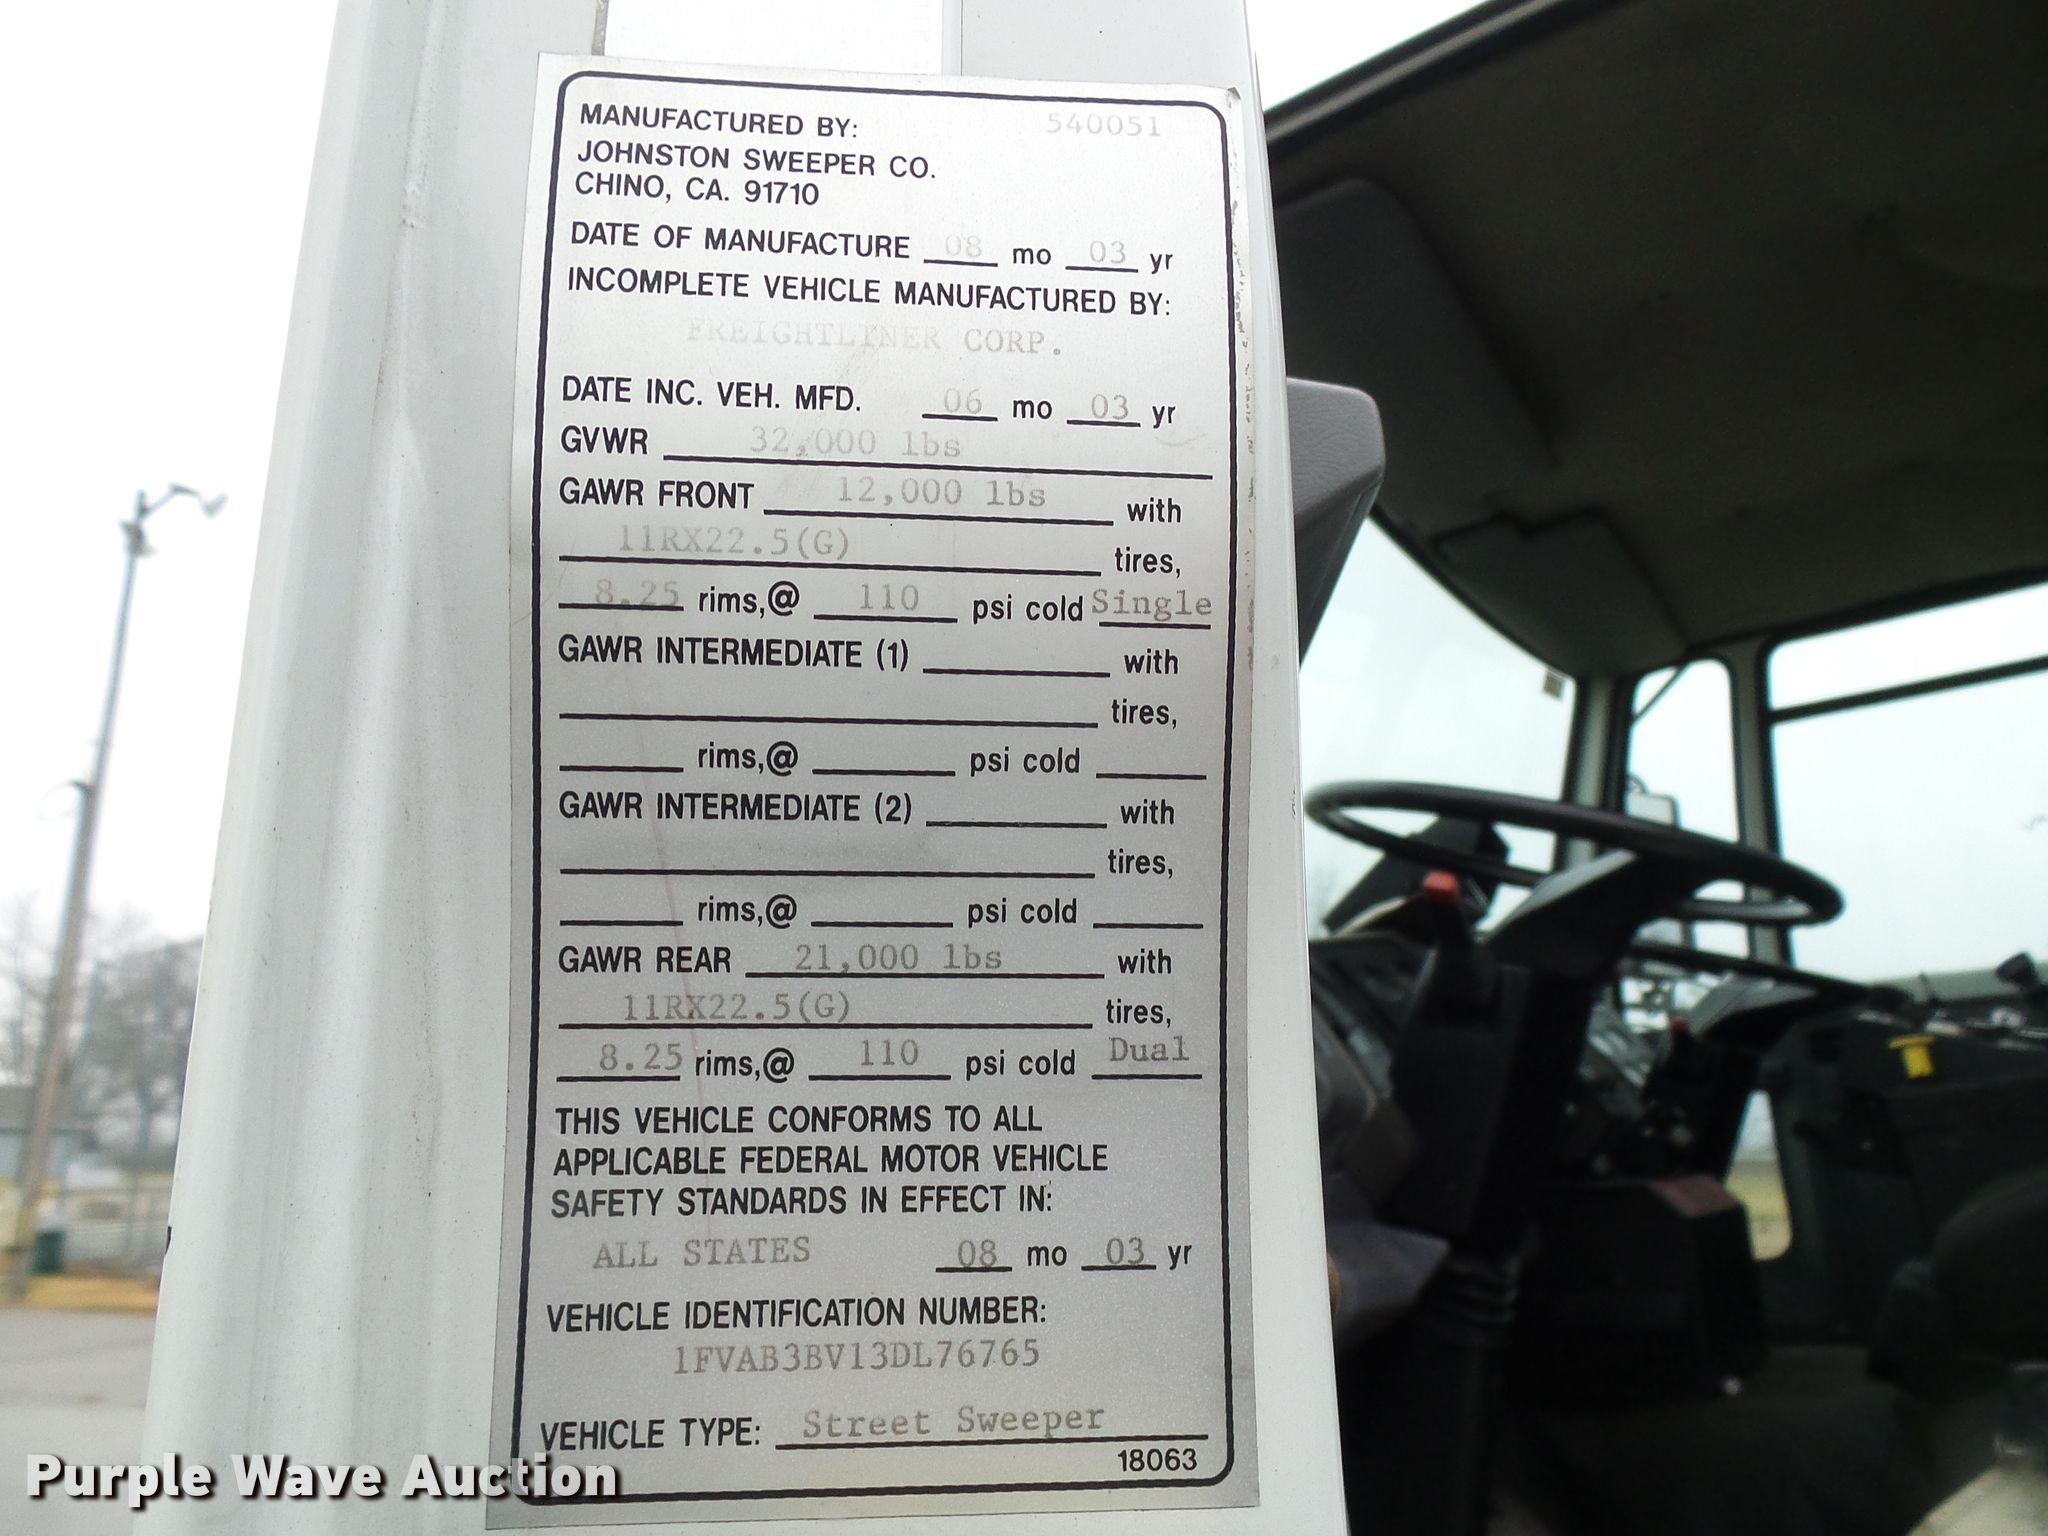 MANUFACTURED BY: 540051
JOHNSTON SWEEPER CO.
CHINO, CA. 91710
DATE OF MANUFACTURE 08 mo 03 yr
INCOMPLETE VEHICLE MANUFACTURED BY:
FREIGHTLINER CORP.
DATE INC. VEH. MFD. 06 mo 03 yr
GVWR 32,000 lbs
GAWR FRONT 12,000 lbs with
11RX22.5(G) tires,
8.25 rims,@ 110 psi cold Single
GAWR INTERMEDIATE (1) with
tires,
rims,@ psi cold
GAWR INTERMEDIATE (2) with
tires,
rims,@ psi cold
GAWR REAR 21,000 lbs with
11RX22.5(G) tires,
8.25 rims,@ 110 psi cold Dual
THIS VEHICLE CONFORMS TO ALL
APPLICABLE FEDERAL MOTOR VEHICLE
SAFETY STANDARDS IN EFFECT IN:
ALL STATES 08 mo 03 yr
VEHICLE IDENTIFICATION NUMBER:
1FVAB3BV13DL76765
VEHICLE TYPE: Street Sweeper
18063
Purple Wave Auction